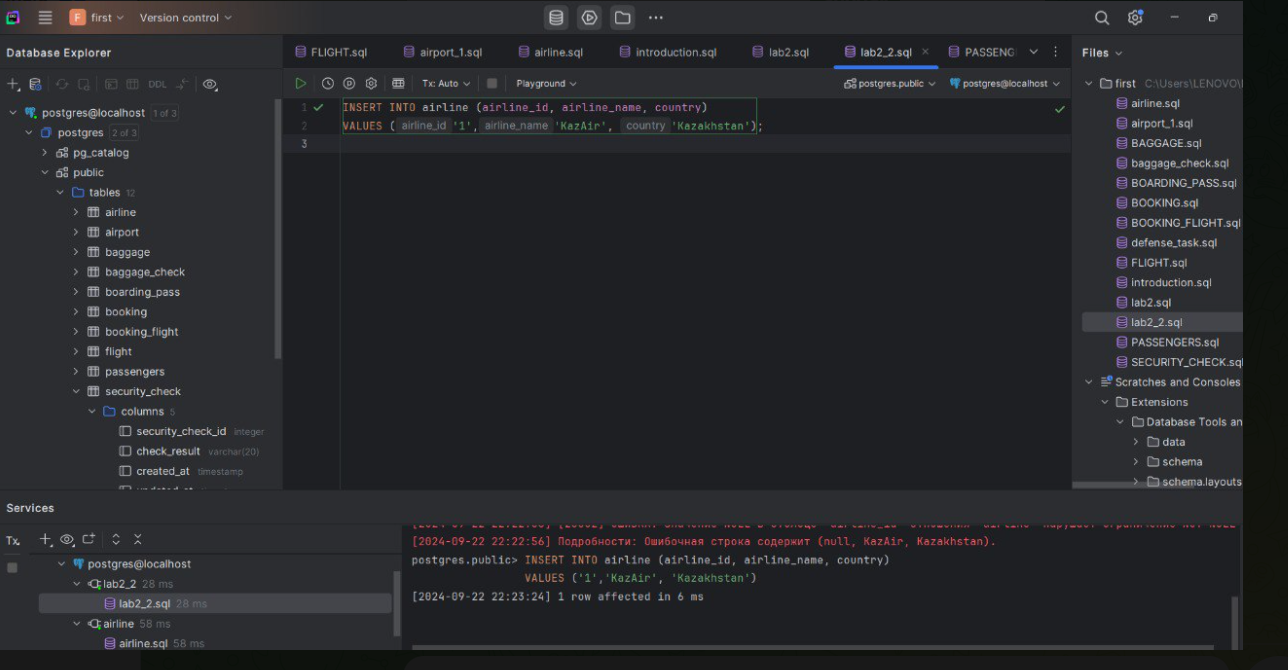 F first Version control
Database Explorer
FLIGHT.sql airport_1.sql airline.sql introduction.sql lab2.sql lab2_2.sql PASSENG
Files
DDL
Tx: Auto Playground postgres.public postgres@localhost
postgres@localhost 1 of 3
postgres 2 of 3
pg_catalog
public
tables 12
airline
airport
baggage
baggage_check
boarding_pass
booking
booking_flight
flight
passengers
security_check
columns 5
security_check_id integer
check_result varchar(20)
created_at timestamp
1 INSERT INTO airline (airline_id, airline_name, country)
2 VALUES ( airline_id '1', airline_name 'KazAir', country 'Kazakhstan');
3
first C:\Users\LENOVO\
airline.sql
airport_1.sql
BAGGAGE.sql
baggage_check.sql
BOARDING_PASS.sql
BOOKING.sql
BOOKING_FLIGHT.sql
defense_task.sql
FLIGHT.sql
introduction.sql
lab2.sql
lab2_2.sql
PASSENGERS.sql
SECURITY_CHECK.sql
Scratches and Consoles
Extensions
Database Tools an
data
schema
schema.layouts
Services
Tx
postgres@localhost
lab2_2 28 ms
lab2_2.sql 28 ms
airline 58 ms
airline.sql 58 ms
[2024-09-22 22:22:56] Подробности: Ошибочная строка содержит (null, KazAir, Kazakhstan).
postgres.public> INSERT INTO airline (airline_id, airline_name, country)
VALUES ('1','KazAir', 'Kazakhstan')
[2024-09-22 22:23:24] 1 row affected in 6 ms